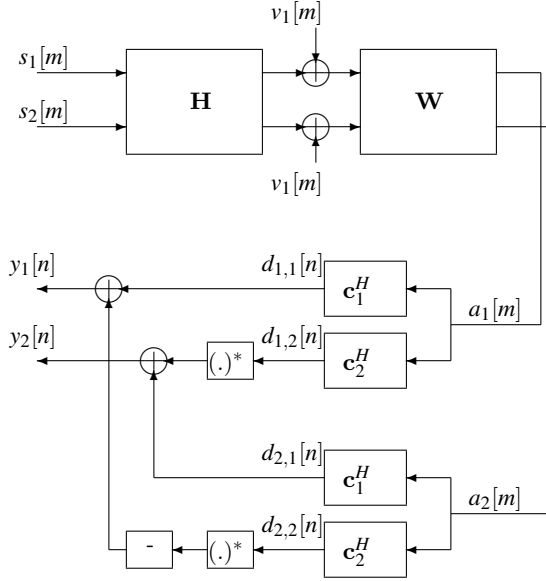 v₁[m]
s₁[m]
H
W
s₂[m]
v₁[m]
y₁[n]
d₁,₁[n]
c₁ᴴ
a₁[m]
y₂[n]
d₁,₂[n]
(.)*
c₂ᴴ
d₂,₁[n]
c₁ᴴ
a₂[m]
d₂,₂[n]
-
(.)*
c₂ᴴ